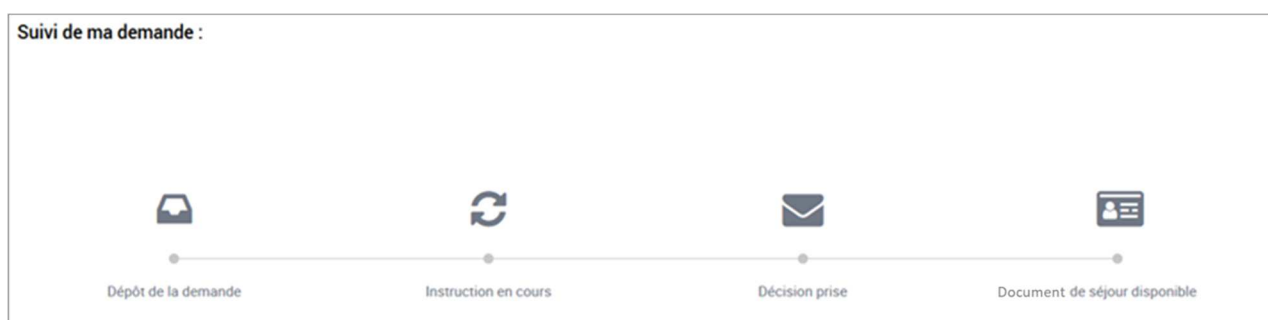 Suivi de ma demande :
Dépôt de la demande
Instruction en cours
Décision prise
Document de séjour disponible